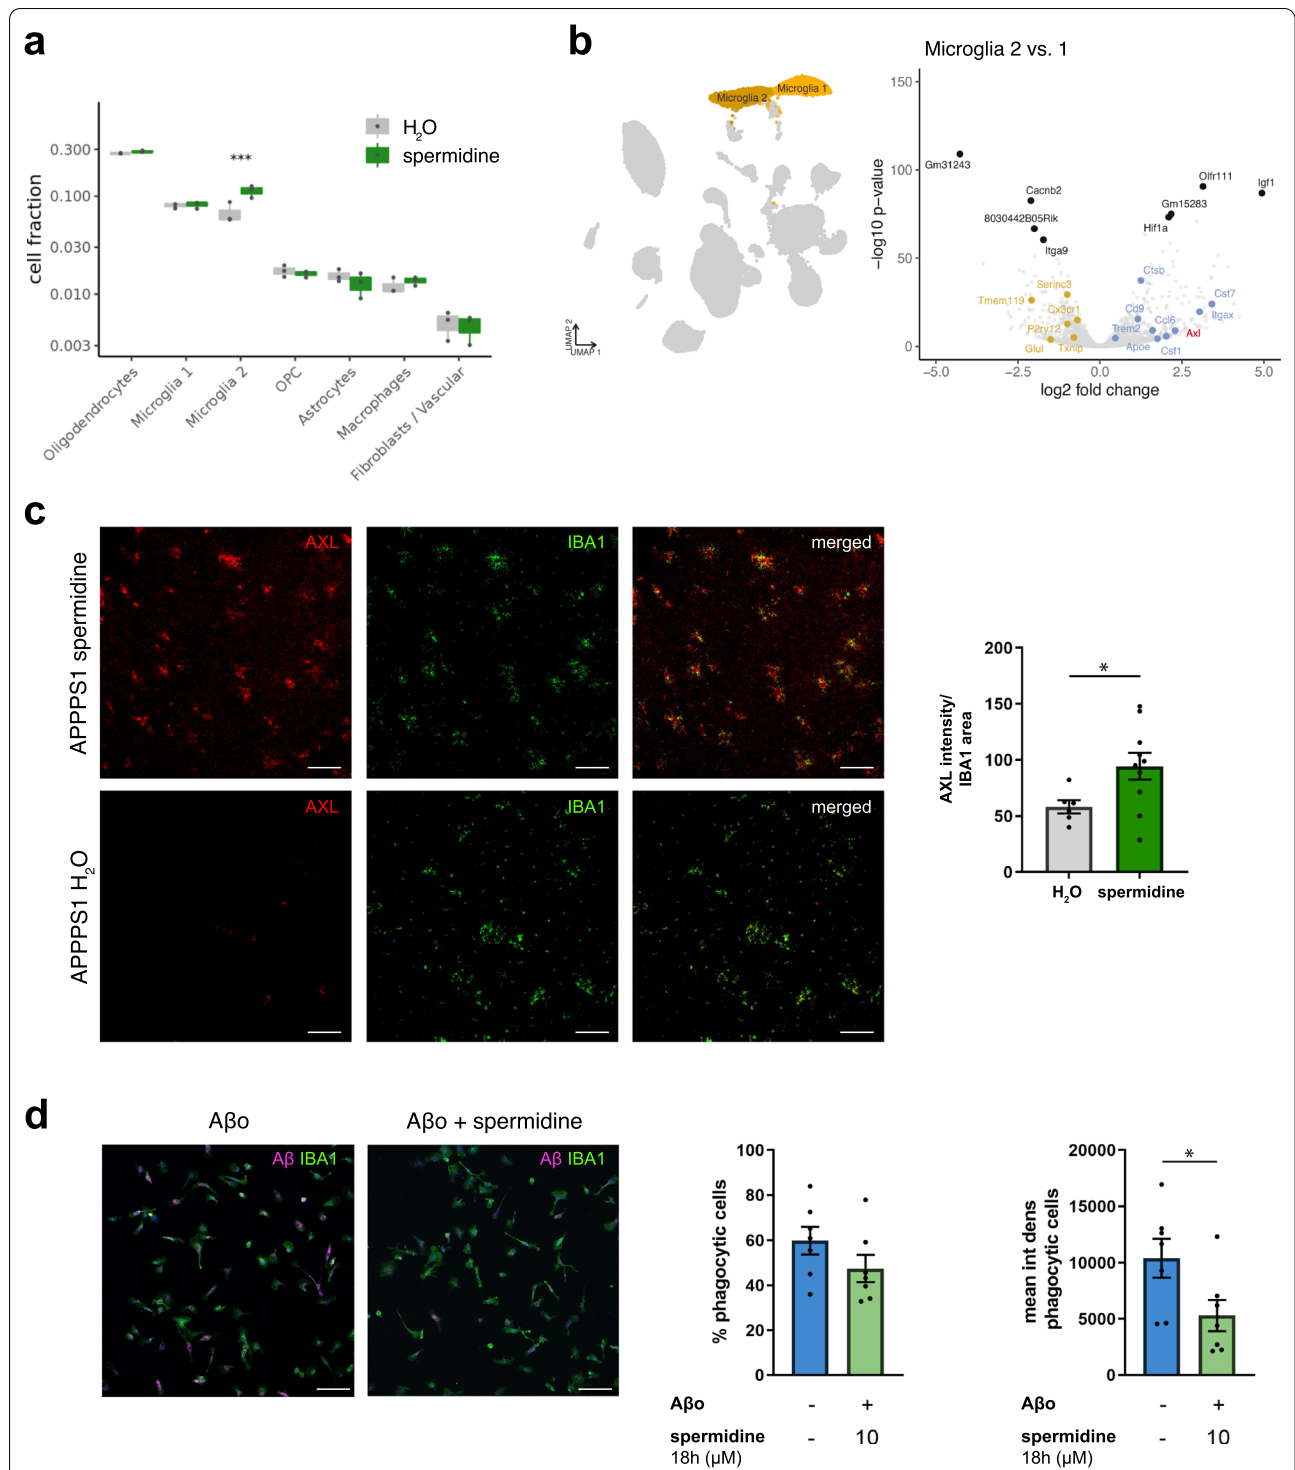 a
cell fraction
0.300
0.100
0.030
0.010
0.003
***
H2O
spermidine
Oligodendrocytes
Microglia 1
Microglia 2
OPC
Astrocytes
Macrophages
Fibroblasts / Vascular
b
Microglia 2
Microglia 1
UMAP 2
UMAP 1
Microglia 2 vs. 1
−log10 p−value
150
100
50
0
Gm31243
Cacnb2
8030442B05Rik
Itga9
Olfr111
Igf1
Gm15283
Hif1a
Serinc3
Tmem119
Cx3cr1
P2ry12
Glul
Txnip
Ctsb
Cd9
Trem2
Ccl6
Apoe
Csf1
Cst7
Itgax
Axl
−5.0
−2.5
0.0
2.5
5.0
log2 fold change
c
APPPS1 spermidine
AXL
IBA1
merged
APPPS1 H2O
AXL
IBA1
merged
AXL intensity/
IBA1 area
200
150
100
50
0
*
H2O
spermidine
d
Aβo
Aβ IBA1
Aβo + spermidine
Aβ IBA1
% phagocytic cells
100
80
60
40
20
0
Aβo - +
spermidine - 10
18h (µM)
mean int dens
phagocytic cells
20000
15000
10000
5000
0
*
Aβo - +
spermidine - 10
18h (µM)